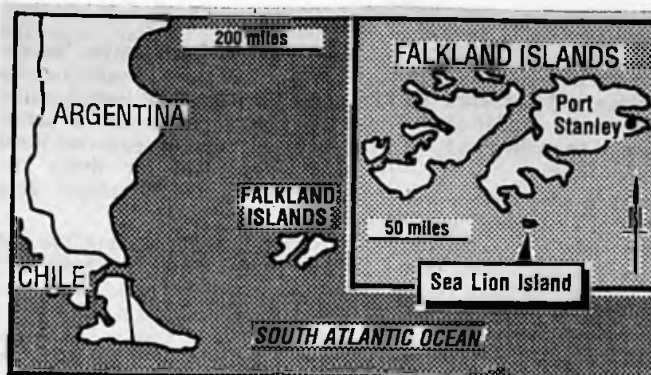 200 miles
ARGENTINA
FALKLAND
ISLANDS
CHILE
SOUTH ATLANTIC OCEAN
FALKLAND ISLANDS
Port
Stanley
50 miles
N
Sea Lion Island